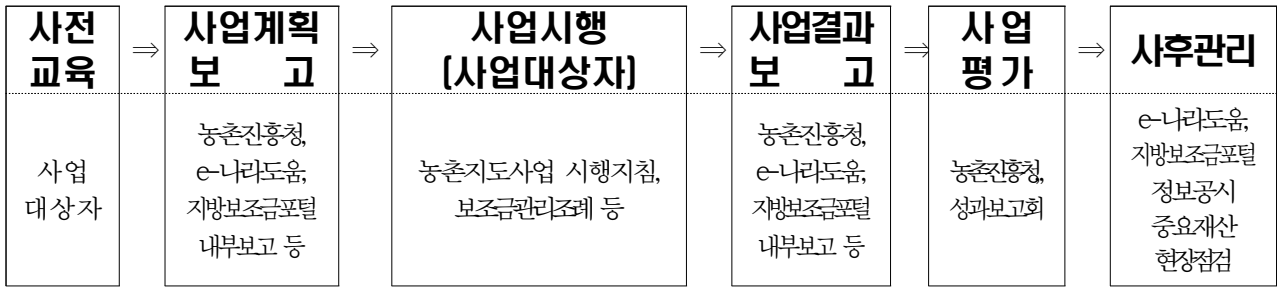 사전
교육
⇒
사업계획
보 고
⇒
사업시행
(사업대상자)
⇒
사업결과
보 고
⇒
사 업
평 가
⇒
사후관리
사 업
대상자
농촌진흥청,
e-나라도움,
지방보조금포털
내부보고 등
농촌지도사업 시행지침,
보조금관리조례 등
농촌진흥청,
e-나라도움,
지방보조금포털
내부보고 등
농촌진흥청,
성과보고회
e-나라도움,
지방보조금포털
정보공시
중요재산
현장점검